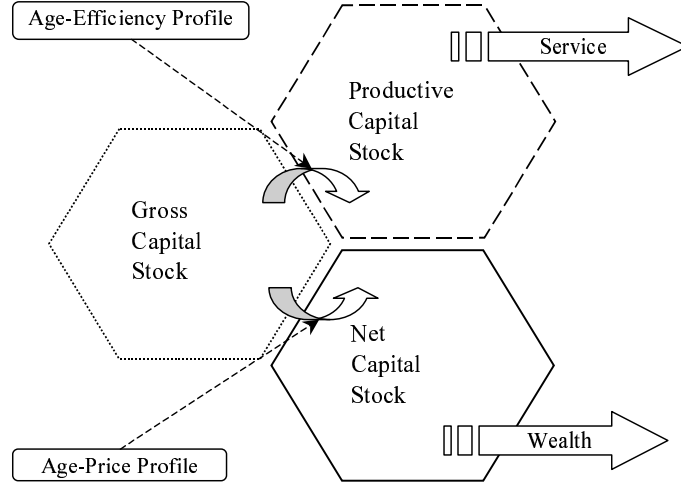 Age-Efficiency Profile
Service
Productive
Capital
Stock
Gross
Capital
Stock
Net
Capital
Stock
Wealth
Age-Price Profile